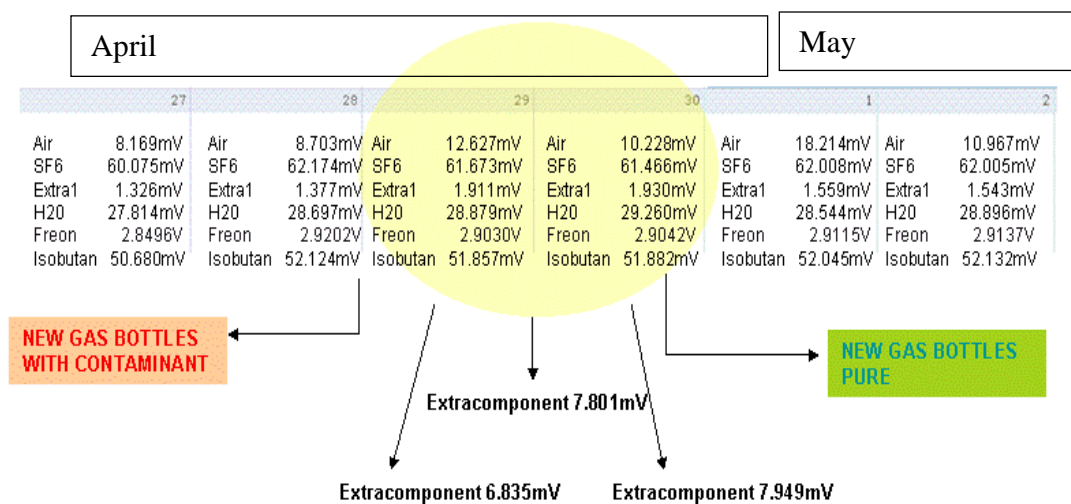 April
May
27 28 29 30 1 2
Air 8.169mV Air 8.703mV Air 12.627mV Air 10.228mV Air 18.214mV Air 10.967mV
SF6 60.075mV SF6 62.174mV SF6 61.673mV SF6 61.466mV SF6 62.008mV SF6 62.005mV
Extra1 1.326mV Extra1 1.377mV Extra1 1.911mV Extra1 1.930mV Extra1 1.559mV Extra1 1.543mV
H20 27.814mV H20 28.697mV H20 28.879mV H20 29.260mV H20 28.544mV H20 28.896mV
Freon 2.8496V Freon 2.9202V Freon 2.9030V Freon 2.9042V Freon 2.9115V Freon 2.9137V
Isobutan 50.680mV Isobutan 52.124mV Isobutan 51.857mV Isobutan 51.882mV Isobutan 52.045mV Isobutan 52.132mV
NEW GAS BOTTLES
WITH CONTAMINANT
NEW GAS BOTTLES
PURE
Extracomponent 7.801mV
Extracomponent 6.835mV
Extracomponent 7.949mV